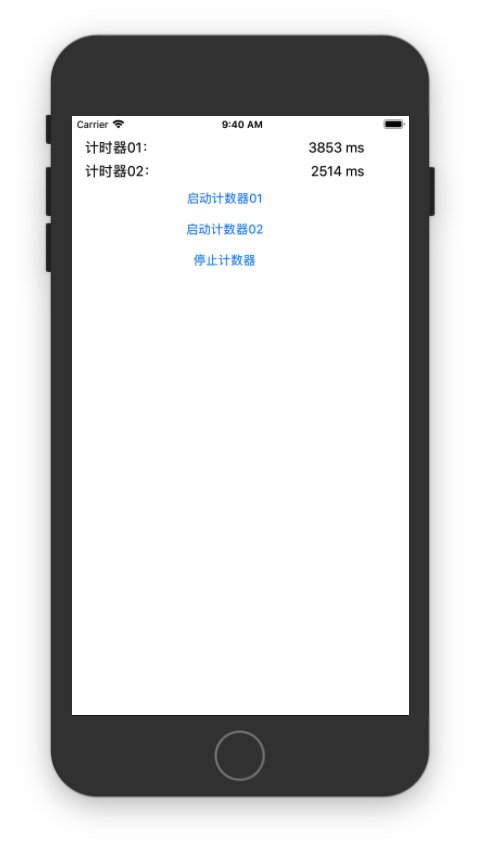 Carrier 9:40 AM
计时器01： 3853 ms
计时器02： 2514 ms
启动计数器01
启动计数器02
停止计数器